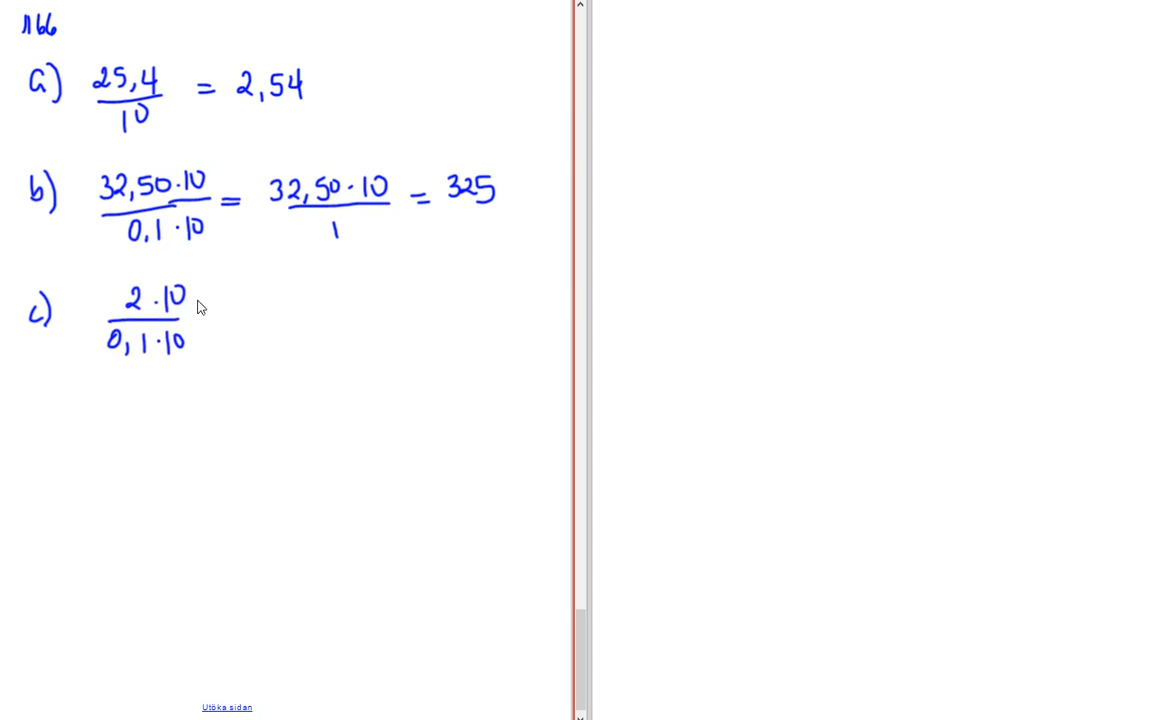 1166
a) 25,4/10 = 2,54
b) 32,50·10/0,1·10 = 32,50·10/1 = 325
c) 2·10/0,1·10
Utöka sidan